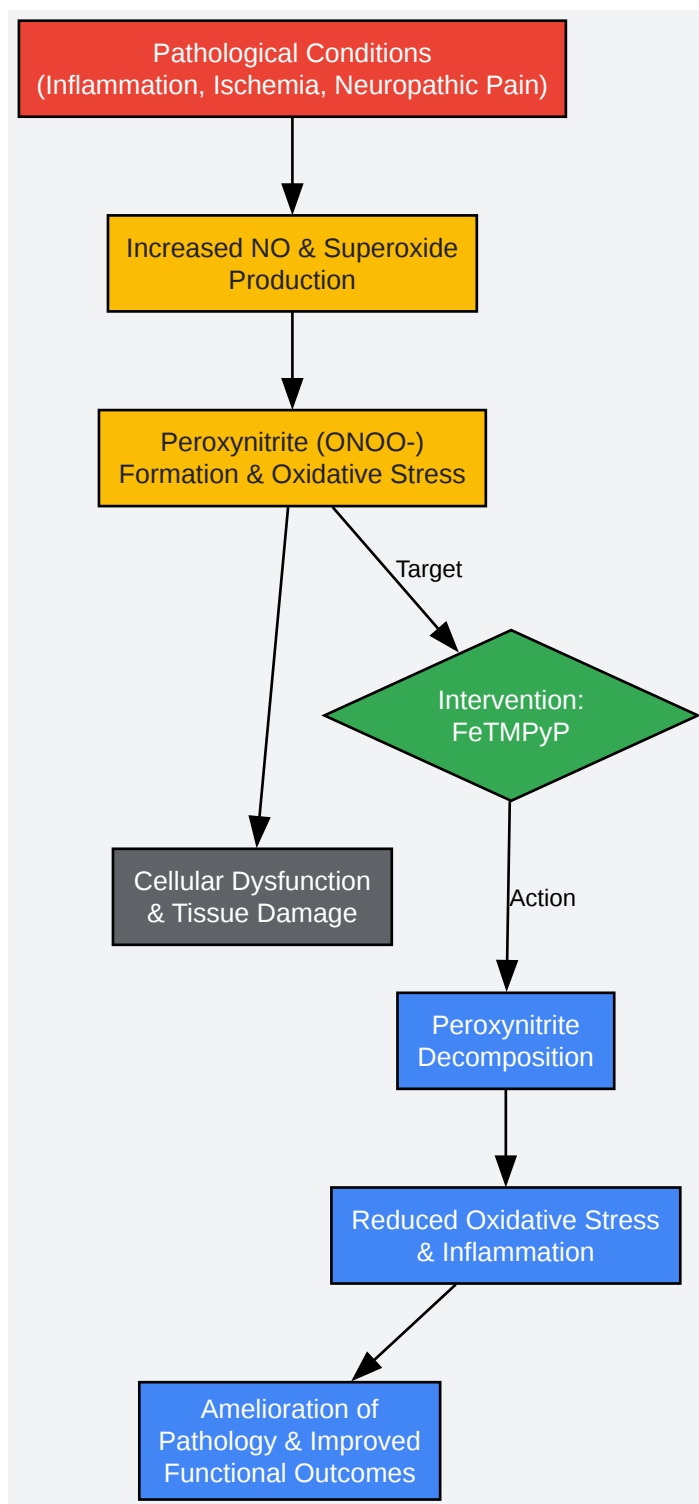 Pathological Conditions
(Inflammation, Ischemia, Neuropathic Pain)
Increased NO & Superoxide
Production
Peroxynitrite (ONOO-)
Formation & Oxidative Stress
Target
Intervention:
FeTMPyP
Cellular Dysfunction
& Tissue Damage
Action
Peroxynitrite
Decomposition
Reduced Oxidative Stress
& Inflammation
Amelioration of
Pathology & Improved
Functional Outcomes